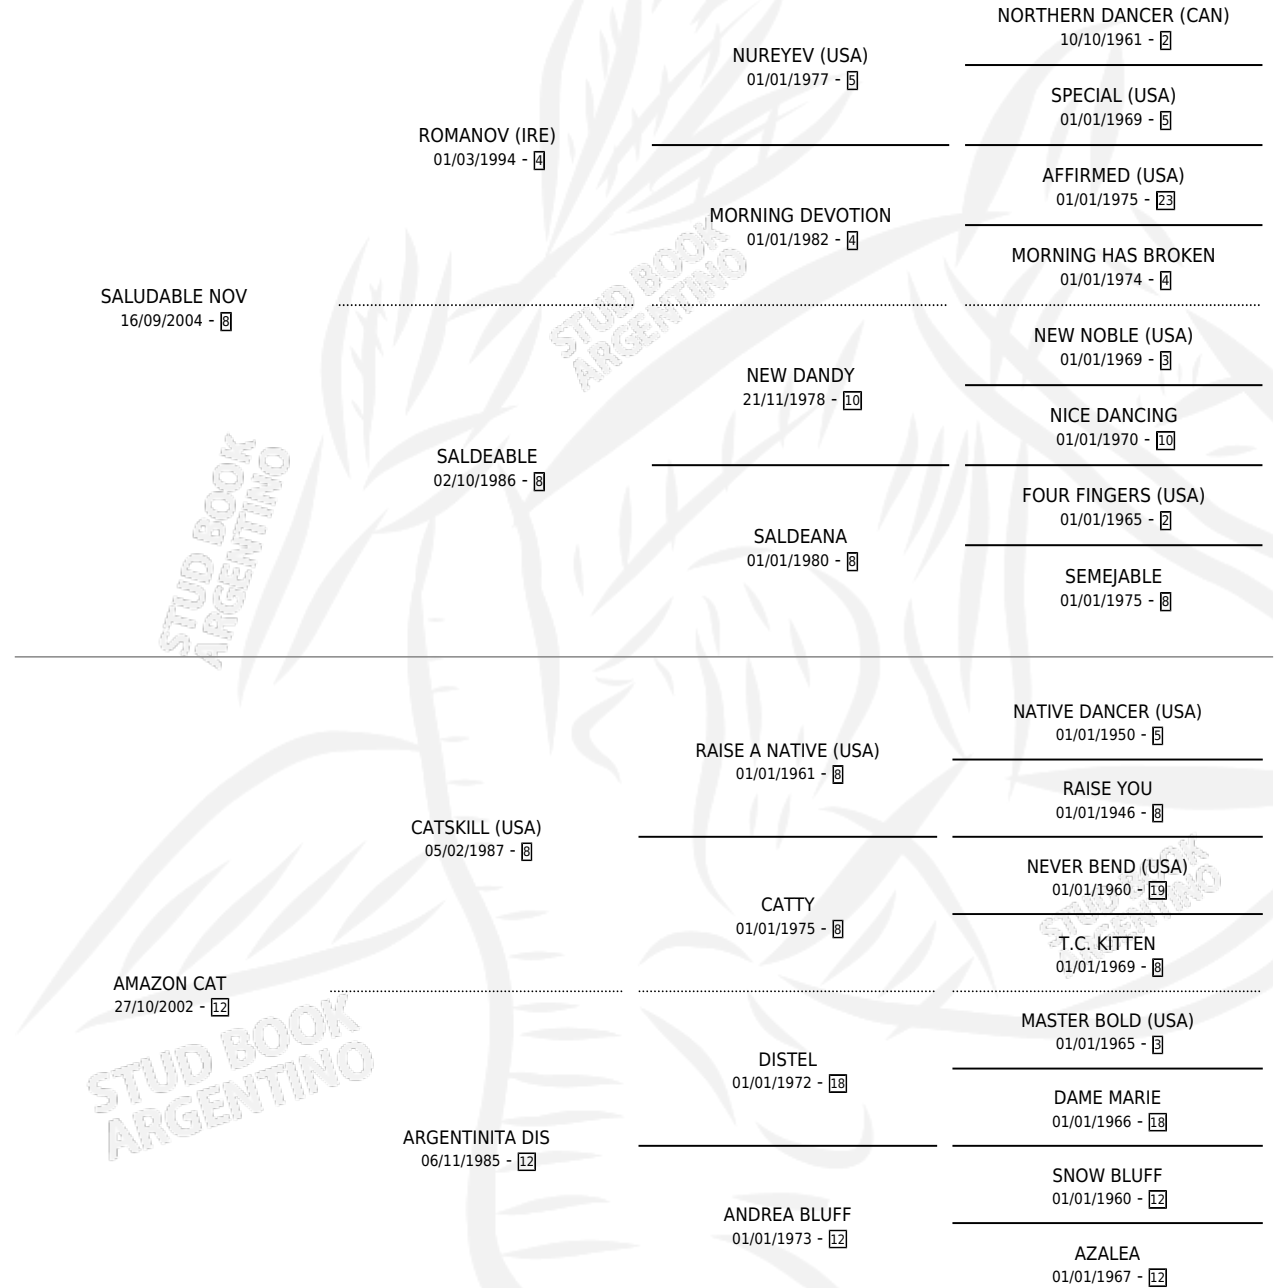 NORTHERN DANCER (CAN)
10/10/1961 - 2
NUREYEV (USA)
01/01/1977 - 5
SPECIAL (USA)
01/01/1969 - 5
ROMANOV (IRE)
01/03/1994 - 4
AFFIRMED (USA)
01/01/1975 - 23
MORNING DEVOTION
01/01/1982 - 4
MORNING HAS BROKEN
01/01/1974 - 4
SALUDABLE NOV
16/09/2004 - 8
STUD BOOK
ARGENTINO
NEW NOBLE (USA)
01/01/1969 - 3
NEW DANDY
21/11/1978 - 10
NICE DANCING
01/01/1970 - 10
SALDEABLE
02/10/1986 - 8
FOUR FINGERS (USA)
01/01/1965 - 2
SALDEANA
01/01/1980 - 8
SEMEJABLE
01/01/1975 - 8
STUD BOOK
ARGENTINO
NATIVE DANCER (USA)
01/01/1950 - 5
RAISE A NATIVE (USA)
01/01/1961 - 8
RAISE YOU
01/01/1946 - 8
CATSKILL (USA)
05/02/1987 - 8
NEVER BEND (USA)
01/01/1960 - 19
CATTY
01/01/1975 - 8
STUD BOOK
ARGENTINO
T.C. KITTEN
01/01/1969 - 8
AMAZON CAT
27/10/2002 - 12
MASTER BOLD (USA)
01/01/1965 - 3
DISTEL
01/01/1972 - 18
DAME MARIE
01/01/1966 - 18
STUD BOOK
ARGENTINO
ARGENTINITA DIS
06/11/1985 - 12
SNOW BLUFF
01/01/1960 - 12
ANDREA BLUFF
01/01/1973 - 12
AZALEA
01/01/1967 - 12